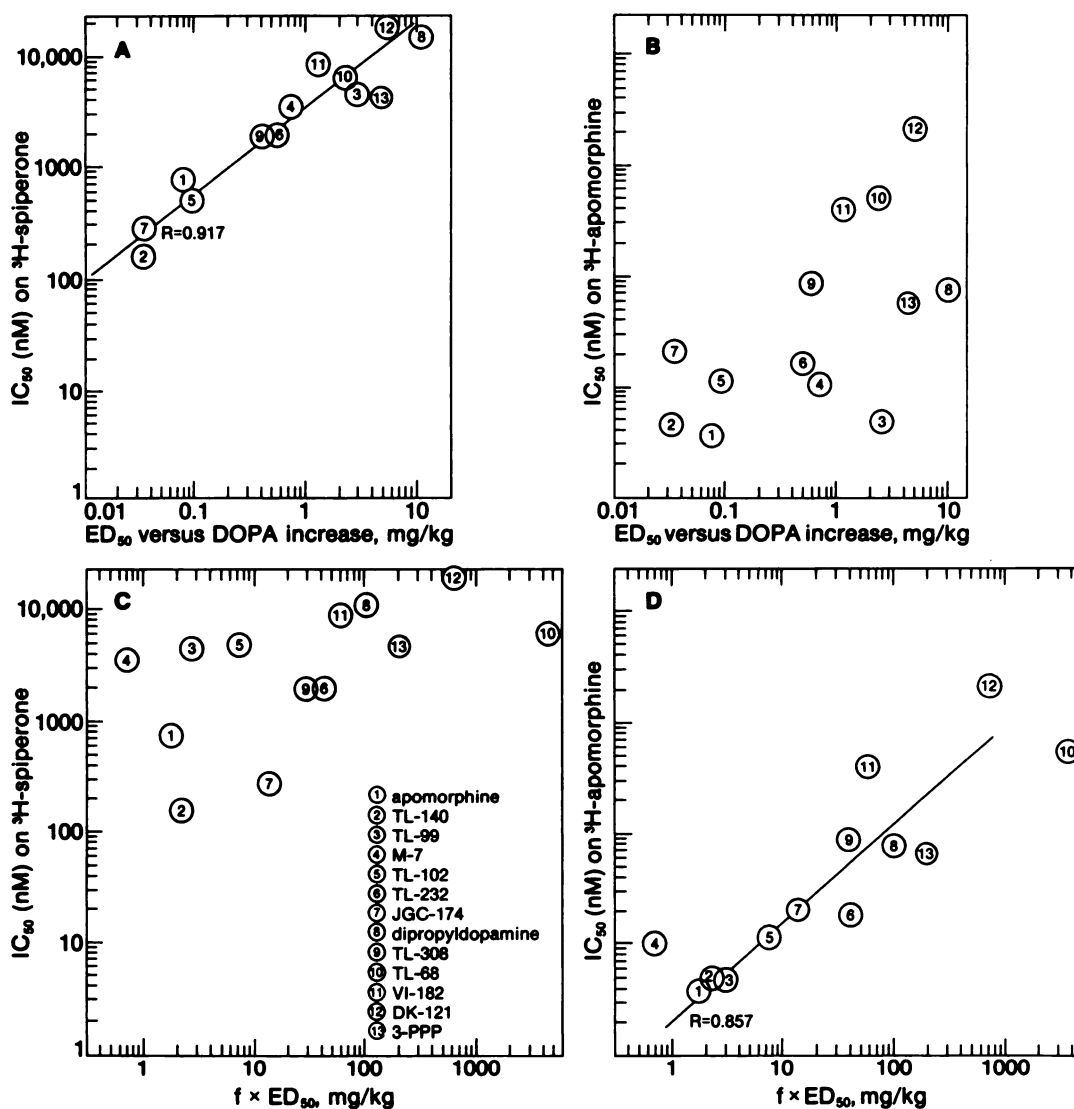 A
10,000
1000
100
10
1
IC₅₀ (nM) on ³H-spiperone
12
8
11
10
3
13
4
9
6
1
5
7
R=0.917
2
0.01
0.1
1
10
ED₅₀ versus DOPA increase, mg/kg
B
IC₅₀ (nM) on ³H-apomorphine
12
10
11
9
8
13
7
6
5
4
2
1
3
0.01
0.1
1
10
ED₅₀ versus DOPA increase, mg/kg
C
10,000
1000
100
10
1
IC₅₀ (nM) on ³H-spiperone
12
8
11
10
13
5
3
4
9
6
1
7
2
① apomorphine
② TL-140
③ TL-99
④ M-7
⑤ TL-102
⑥ TL-232
⑦ JGC-174
⑧ dipropyldopamine
⑨ TL-308
⑩ TL-68
⑪ VI-182
⑫ DK-121
⑬ 3-PPP
1
10
100
1000
f × ED₅₀, mg/kg
D
IC₅₀ (nM) on ³H-apomorphine
12
10
11
9
8
13
7
6
5
4
2
3
1
R=0.857
1
10
100
1000
f × ED₅₀, mg/kg